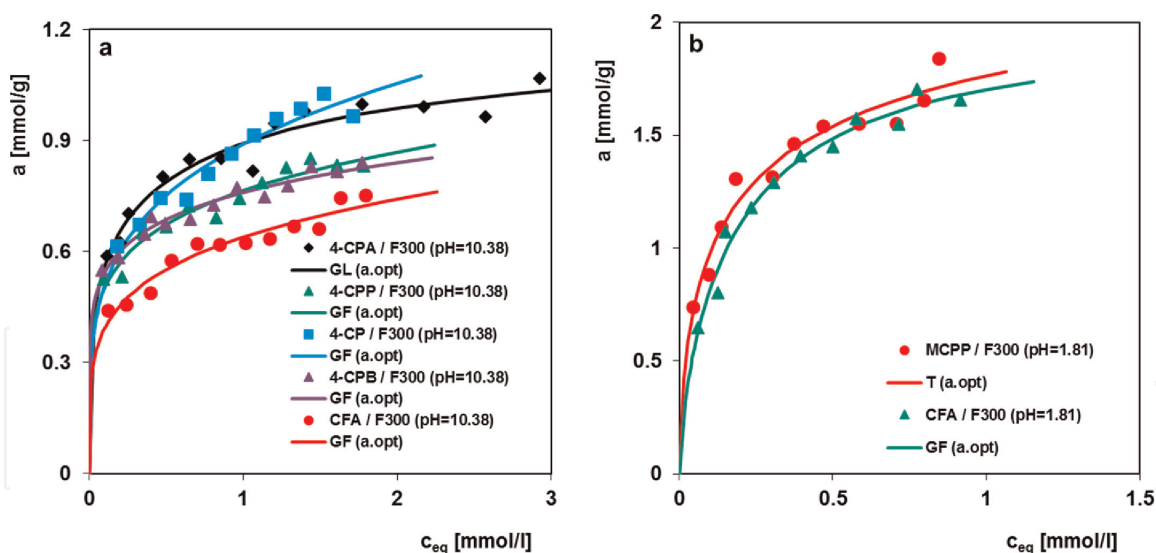 a
1.2
0.9
0.6
0.3
0
a [mmol/g]
4-CPA / F300 (pH=10.38)
GL (a.opt)
4-CPP / F300 (pH=10.38)
GF (a.opt)
4-CP / F300 (pH=10.38)
GF (a.opt)
4-CPB / F300 (pH=10.38)
GF (a.opt)
CFA / F300 (pH=10.38)
GF (a.opt)
0 1 2 3
ceq [mmol/l]
b
2
1.5
1
1.5
0
a [mmol/g]
MCPP / F300 (pH=1.81)
T (a.opt)
CFA / F300 (pH=1.81)
GF (a.opt)
0 0.5 1 1.5
ceq [mmol/l]